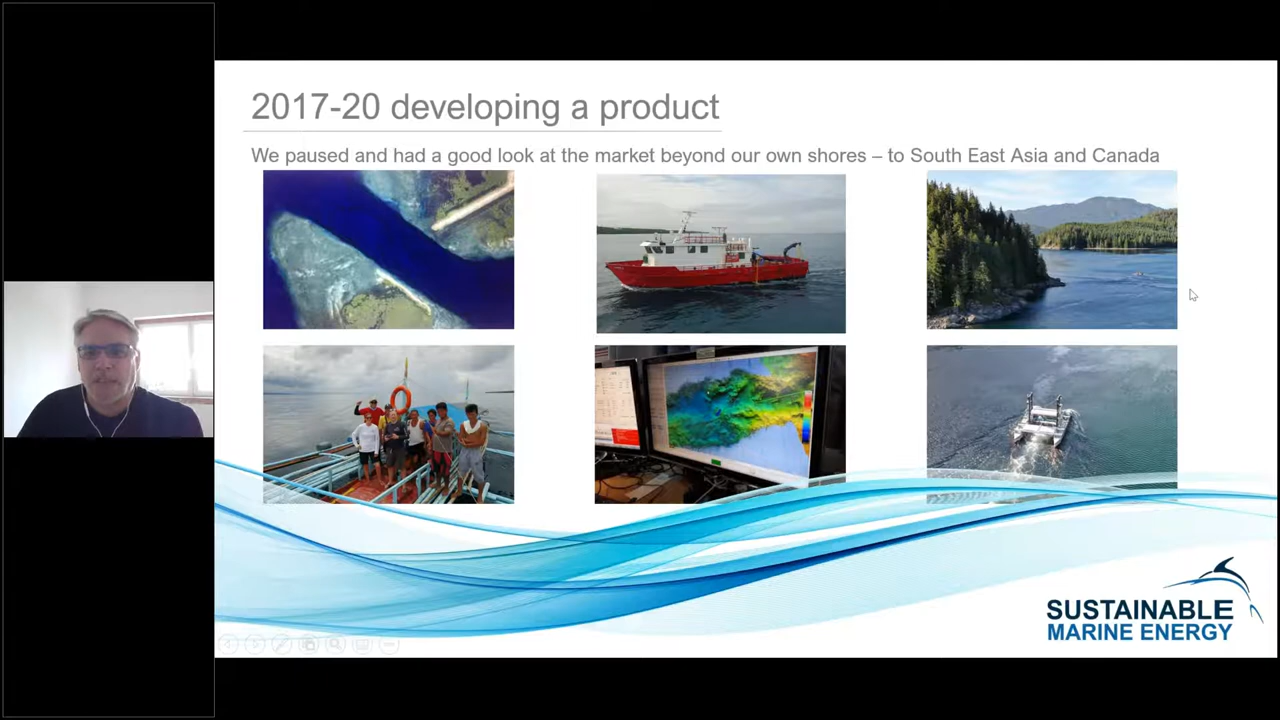 2017-20 developing a product
We paused and had a good look at the market beyond our own shores – to South East Asia and Canada
SUSTAINABLE
MARINE ENERGY